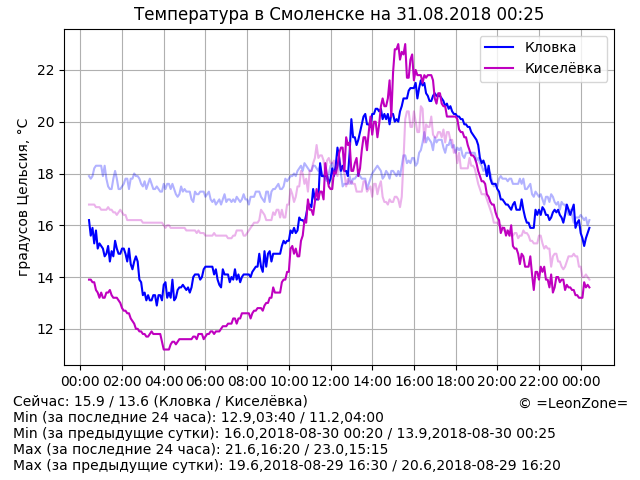 Температура в Смоленске на 31.08.2018 00:25
Кловка
Киселёвка
градусов Цельсия, °C
22
20
18
16
14
12
00:00 02:00 04:00 06:00 08:00 10:00 12:00 14:00 16:00 18:00 20:00 22:00 00:00
Сейчас: 15.9 / 13.6 (Кловка / Киселёвка)
© =LeonZone=
Min (за последние 24 часа): 12.9,03:40 / 11.2,04:00
Min (за предыдущие сутки): 16.0,2018-08-30 00:20 / 13.9,2018-08-30 00:25
Max (за последние 24 часа): 21.6,16:20 / 23.0,15:15
Max (за предыдущие сутки): 19.6,2018-08-29 16:30 / 20.6,2018-08-29 16:20